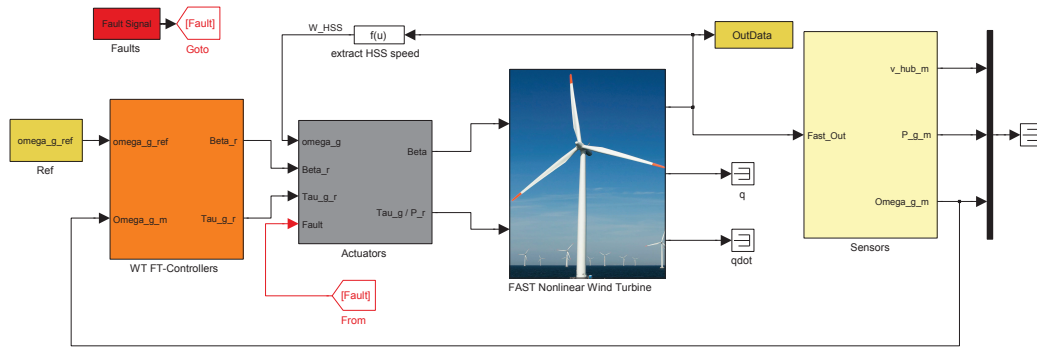 Fault Signal
Faults
[Fault]
Goto
W_HSS
f(u)
extract HSS speed
OutData
omega_g_ref
Ref
omega_g_ref
Beta_r
Omega_g_m
Tau_g_r
WT FT-Controllers
omega_g
Beta_r
Tau_g_r
Fault
Beta
Tau_g / P_r
Actuators
[Fault]
From
FAST Nonlinear Wind Turbine
q
qdot
Fast_Out
v_hub_m
P_g_m
Omega_g_m
Sensors